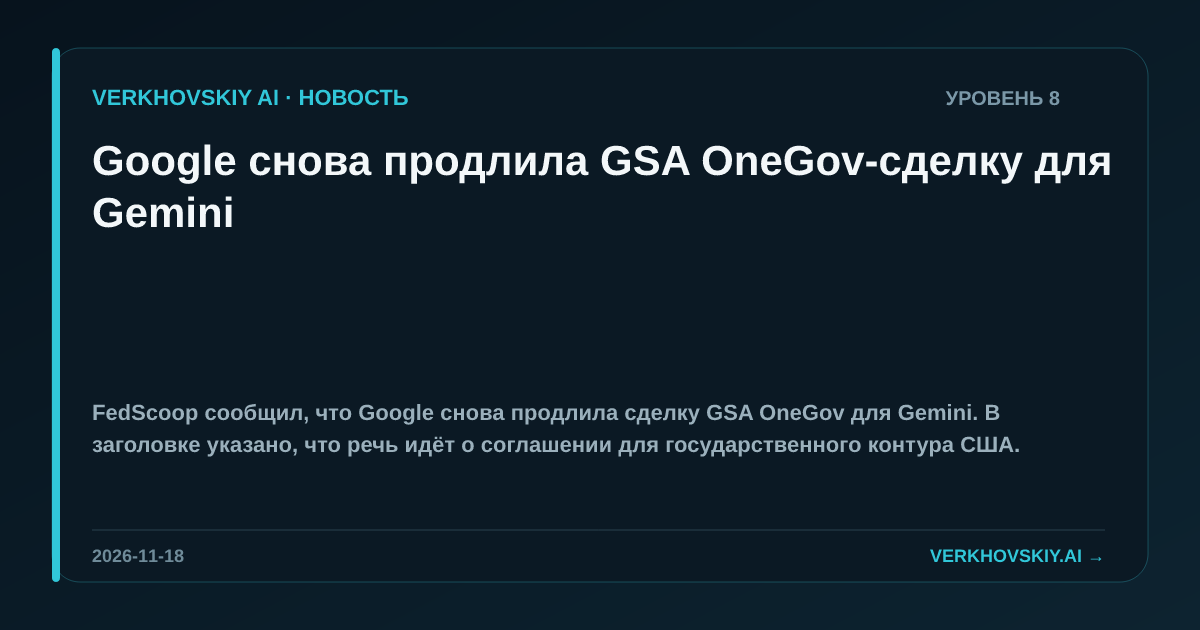 VERKHOVSKIY AI · НОВОСТЬ
УРОВЕНЬ 8
Google снова продлила GSA OneGov-сделку для
Gemini
FedScoop сообщил, что Google снова продлила сделку GSA OneGov для Gemini. В
заголовке указано, что речь идёт о соглашении для государственного контура США.
2026-11-18
VERKHOVSKIY.AI →